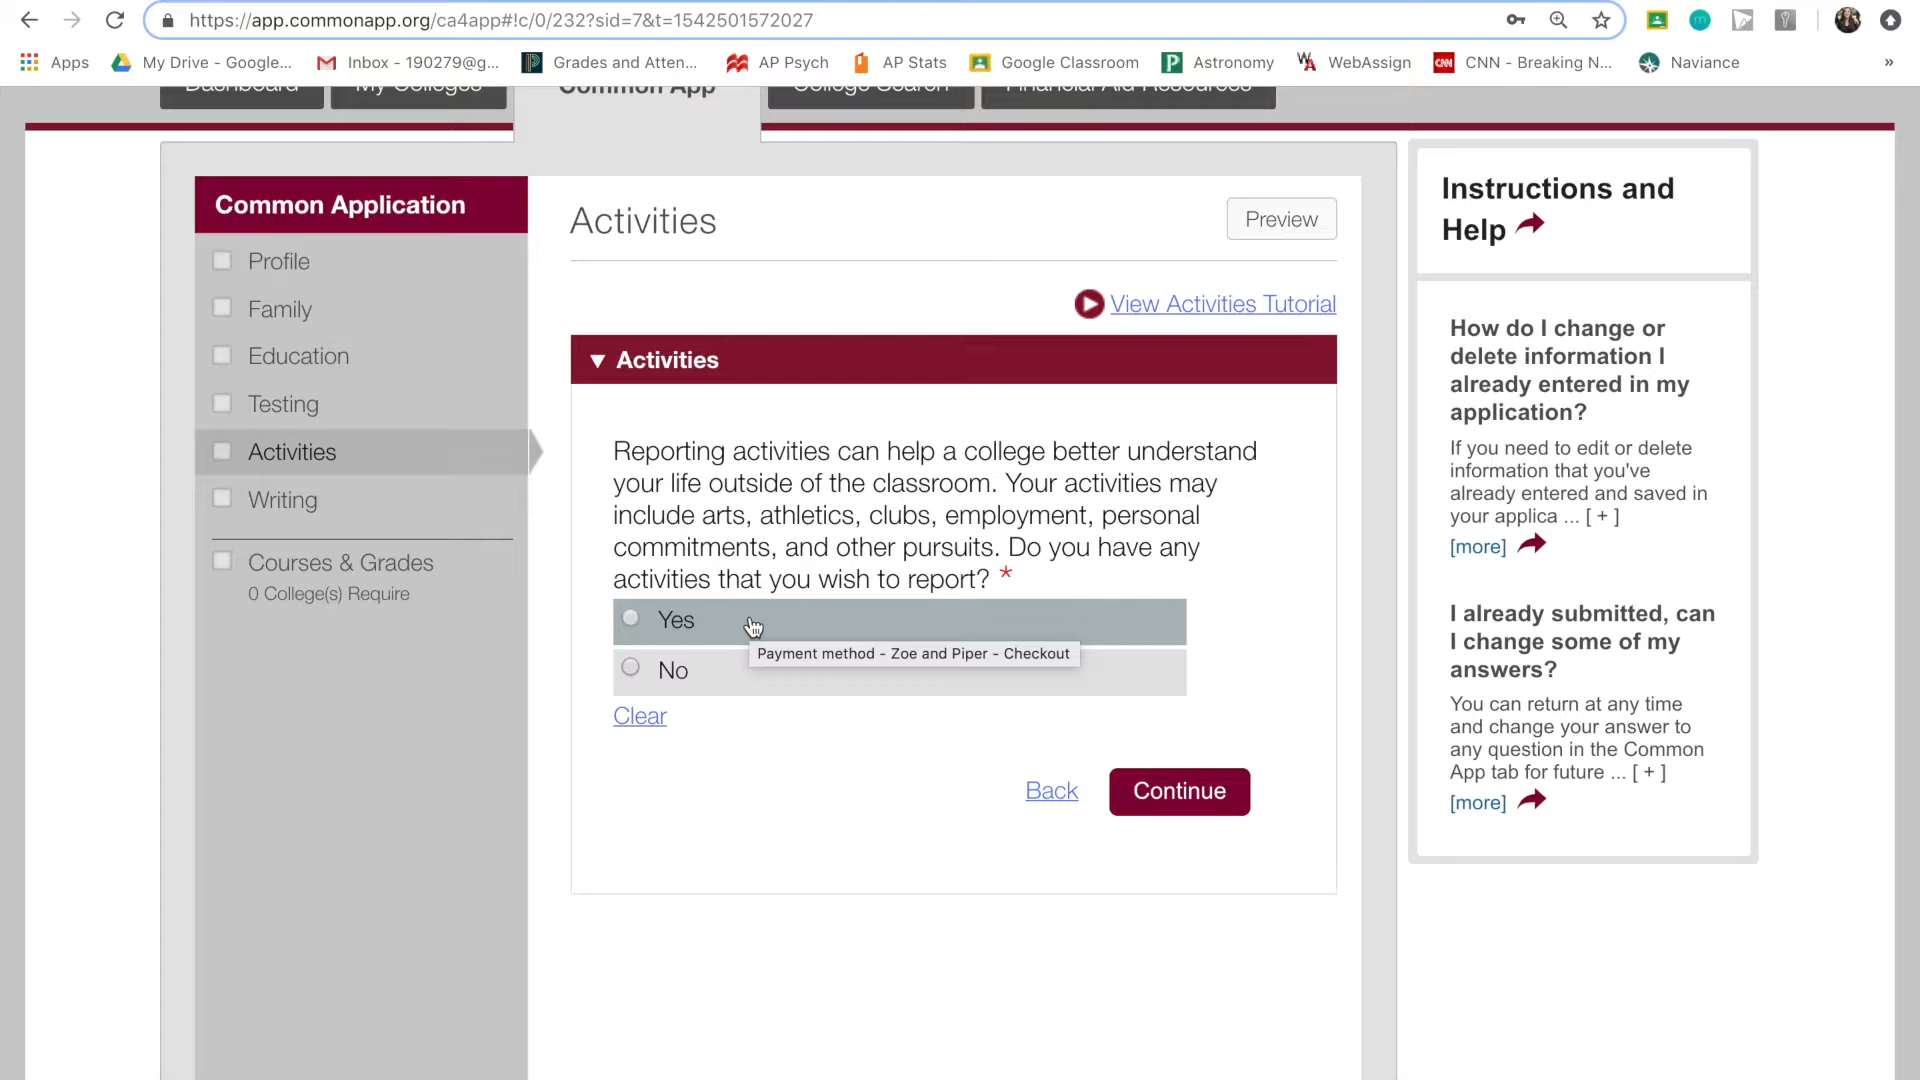 https://app.commonapp.org/ca4app#!c/0/232?sid=7&t=1542501572027
Apps
My Drive - Google...
Inbox - 190279@g...
Grades and Atten...
AP Psych
AP Stats
Google Classroom
Astronomy
WebAssign
CNN - Breaking N...
Naviance
»
Dashboard
My Colleges
Common App
College Search
Financial Aid Resources
Common Application
Profile
Family
Education
Testing
Activities
Writing
Courses & Grades
0 College(s) Require
Activities
Preview
View Activities Tutorial
Activities
Reporting activities can help a college better understand
your life outside of the classroom. Your activities may
include arts, athletics, clubs, employment, personal
commitments, and other pursuits. Do you have any
activities that you wish to report? *
Yes
Payment method - Zoe and Piper - Checkout
No
Clear
Back
Continue
Instructions and
Help
How do I change or
delete information I
already entered in my
application?
If you need to edit or delete
information that you've
already entered and saved in
your applica ... [ + ]
[more]
I already submitted, can
I change some of my
answers?
You can return at any time
and change your answer to
any question in the Common
App tab for future ... [ + ]
[more]